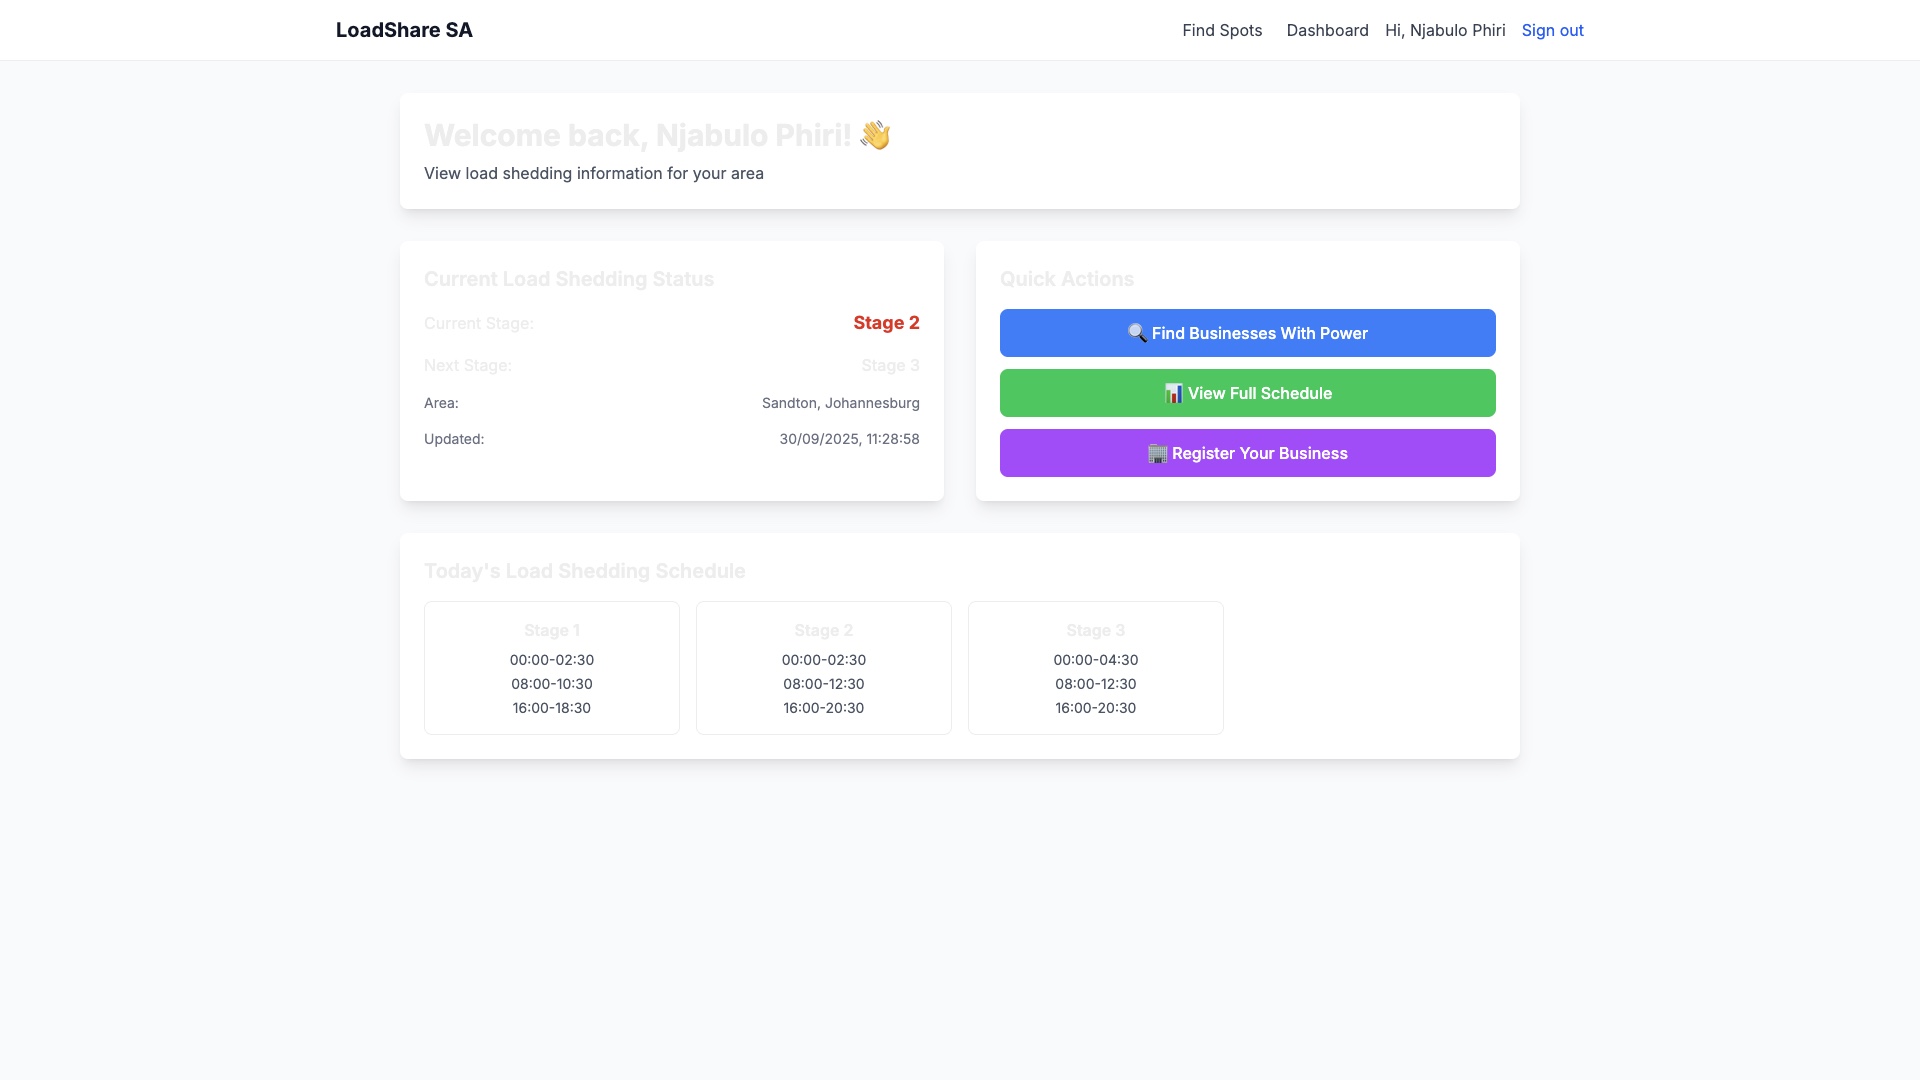 LoadShare SA
Find Spots Dashboard Hi, Njabulo Phiri Sign out
Welcome back, Njabulo Phiri! 👋
View load shedding information for your area
Current Load Shedding Status
Current Stage: Stage 2
Next Stage: Stage 3
Area: Sandton, Johannesburg
Updated: 30/09/2025, 11:28:58
Quick Actions
🔍 Find Businesses With Power
📊 View Full Schedule
🏢 Register Your Business
Today's Load Shedding Schedule
Stage 1
00:00-02:30
08:00-10:30
16:00-18:30
Stage 2
00:00-02:30
08:00-12:30
16:00-20:30
Stage 3
00:00-04:30
08:00-12:30
16:00-20:30